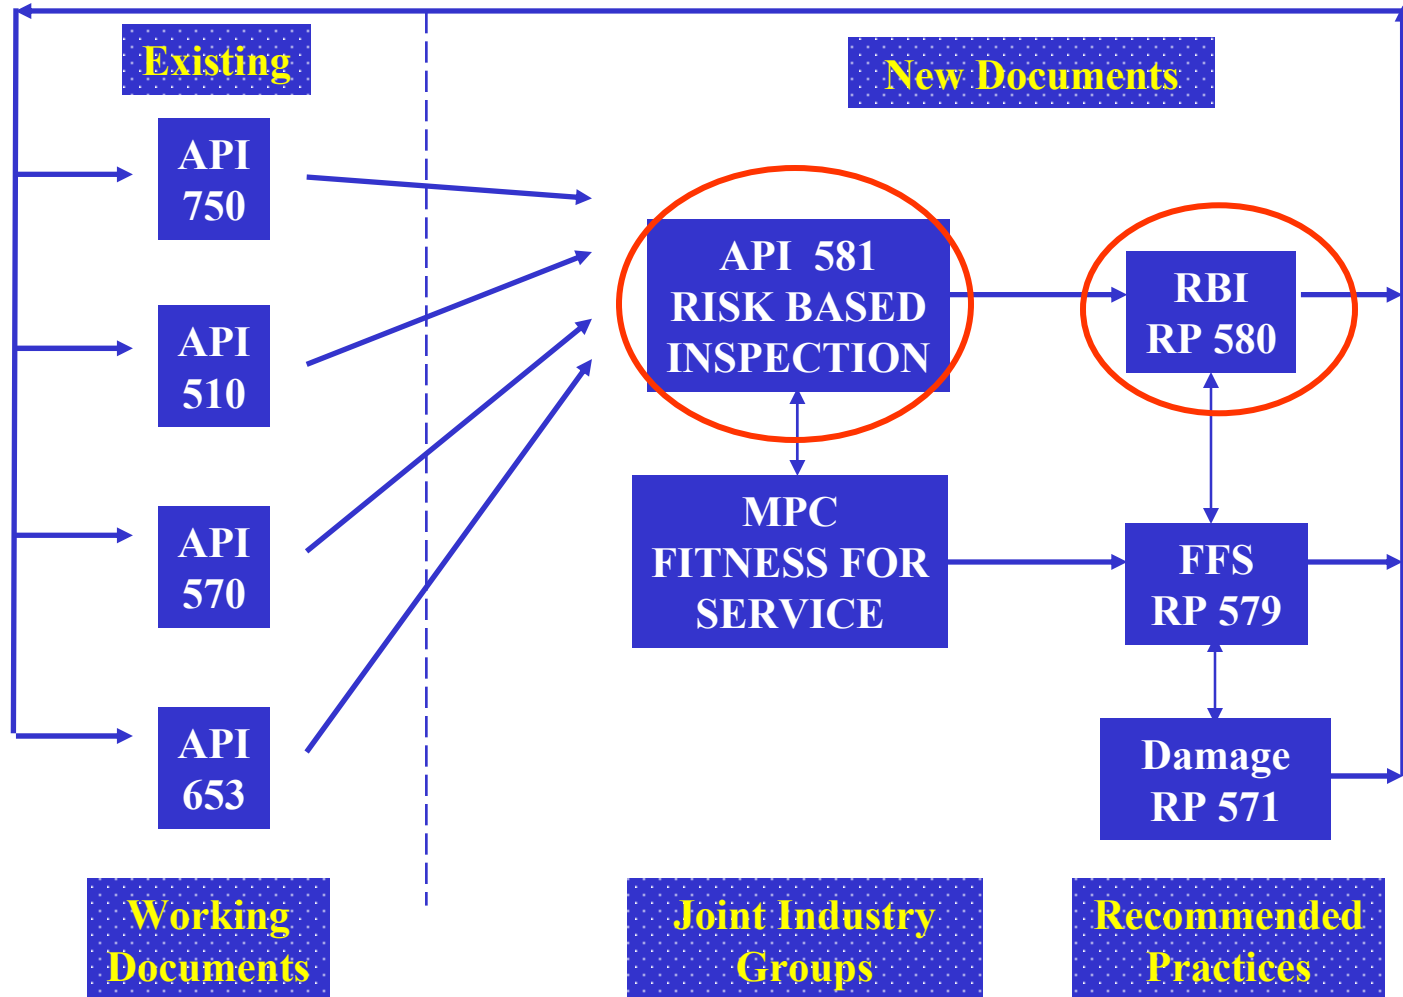 Existing
New Documents
API
750
API
510
API
570
API
653
API 581
RISK BASED
INSPECTION
MPC
FITNESS FOR
SERVICE
RBI
RP 580
FFS
RP 579
Damage
RP 571
Working
Documents
Joint Industry
Groups
Recommended
Practices